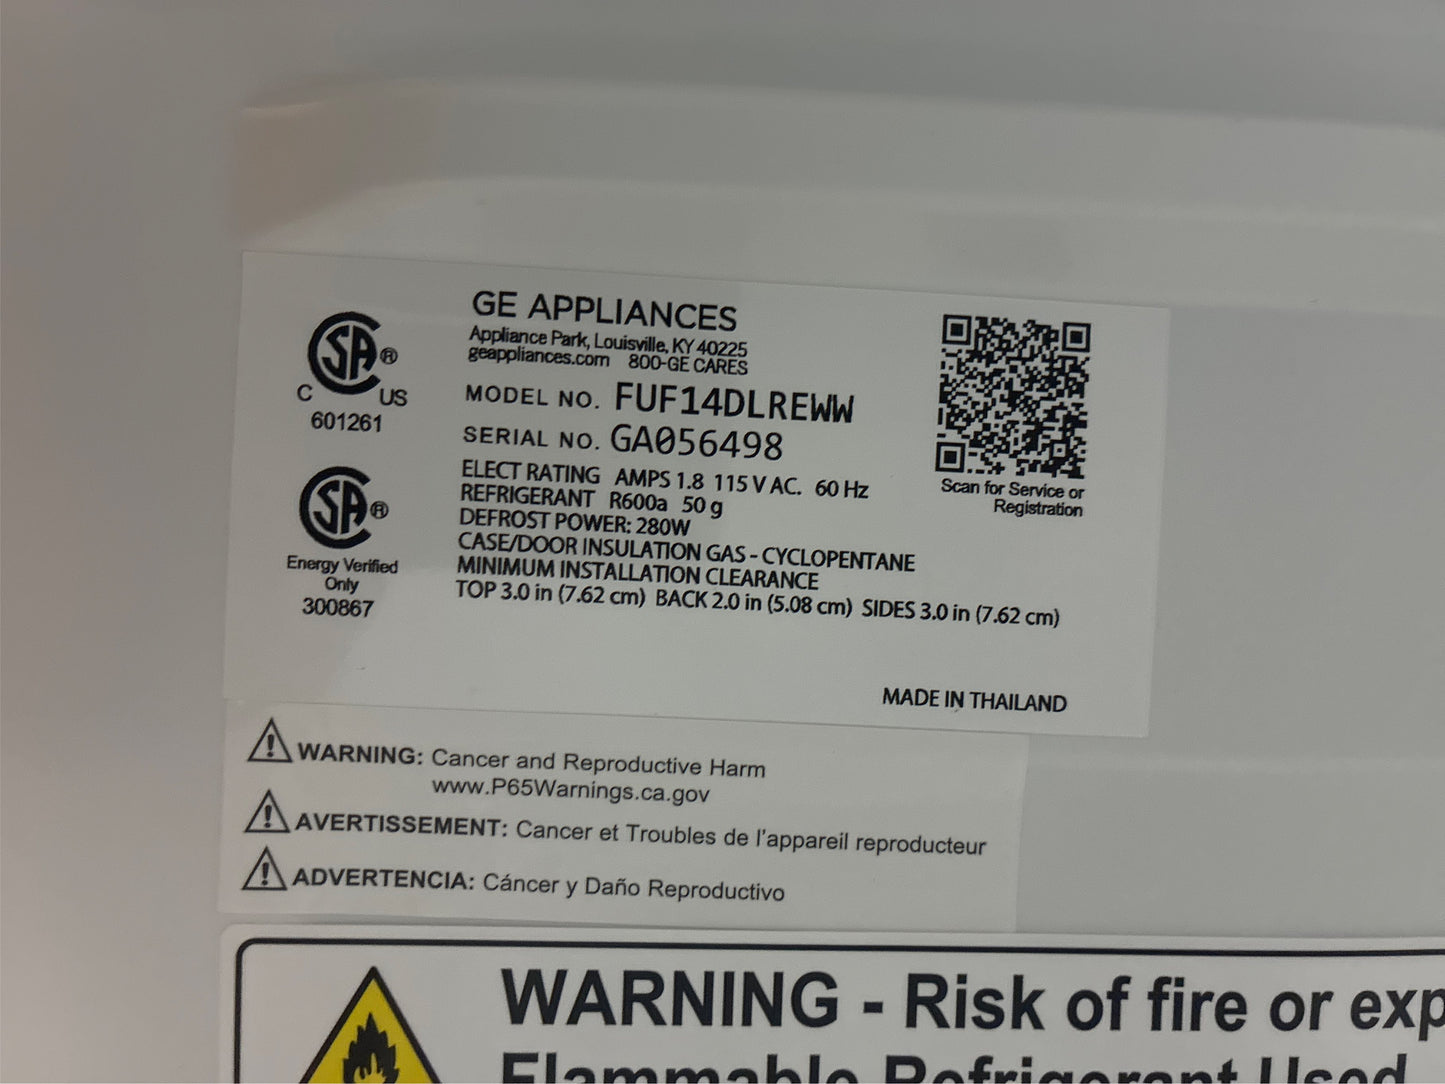 GE APPLIANCES
Appliance Park, Louisville, KY 40225
geappliances.com 800-GE CARES
MODEL NO. FUF14DLREWW
SERIAL NO. GA056498
ELECT RATING AMPS 1.8 115 V AC. 60 Hz
REFRIGERANT R600a 50 g
DEFROST POWER: 280W
CASE/DOOR INSULATION GAS - CYCLOPENTANE
MINIMUM INSTALLATION CLEARANCE
TOP 3.0 in (7.62 cm) BACK 2.0 in (5.08 cm) SIDES 3.0 in (7.62 cm)
SA ®
C US
601261
SA ®
Energy Verified
Only
300867
Scan for Service or
Registration
MADE IN THAILAND
WARNING: Cancer and Reproductive Harm
www.P65Warnings.ca.gov
AVERTISSEMENT: Cancer et Troubles de l'appareil reproducteur
ADVERTENCIA: Cáncer y Daño Reproductivo
WARNING - Risk of fire or exp
Flammable Refrigerant Used